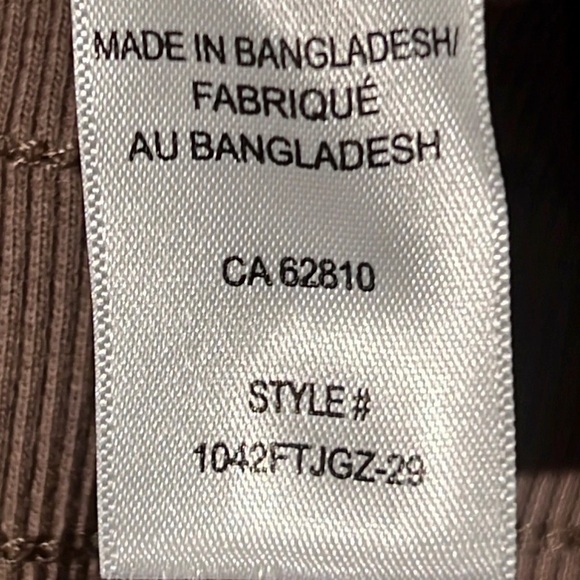 MADE IN BANGLADESH/
FABRIQUÉ
AU BANGLADESH
CA 62810
STYLE #
1042FTJGZ-29